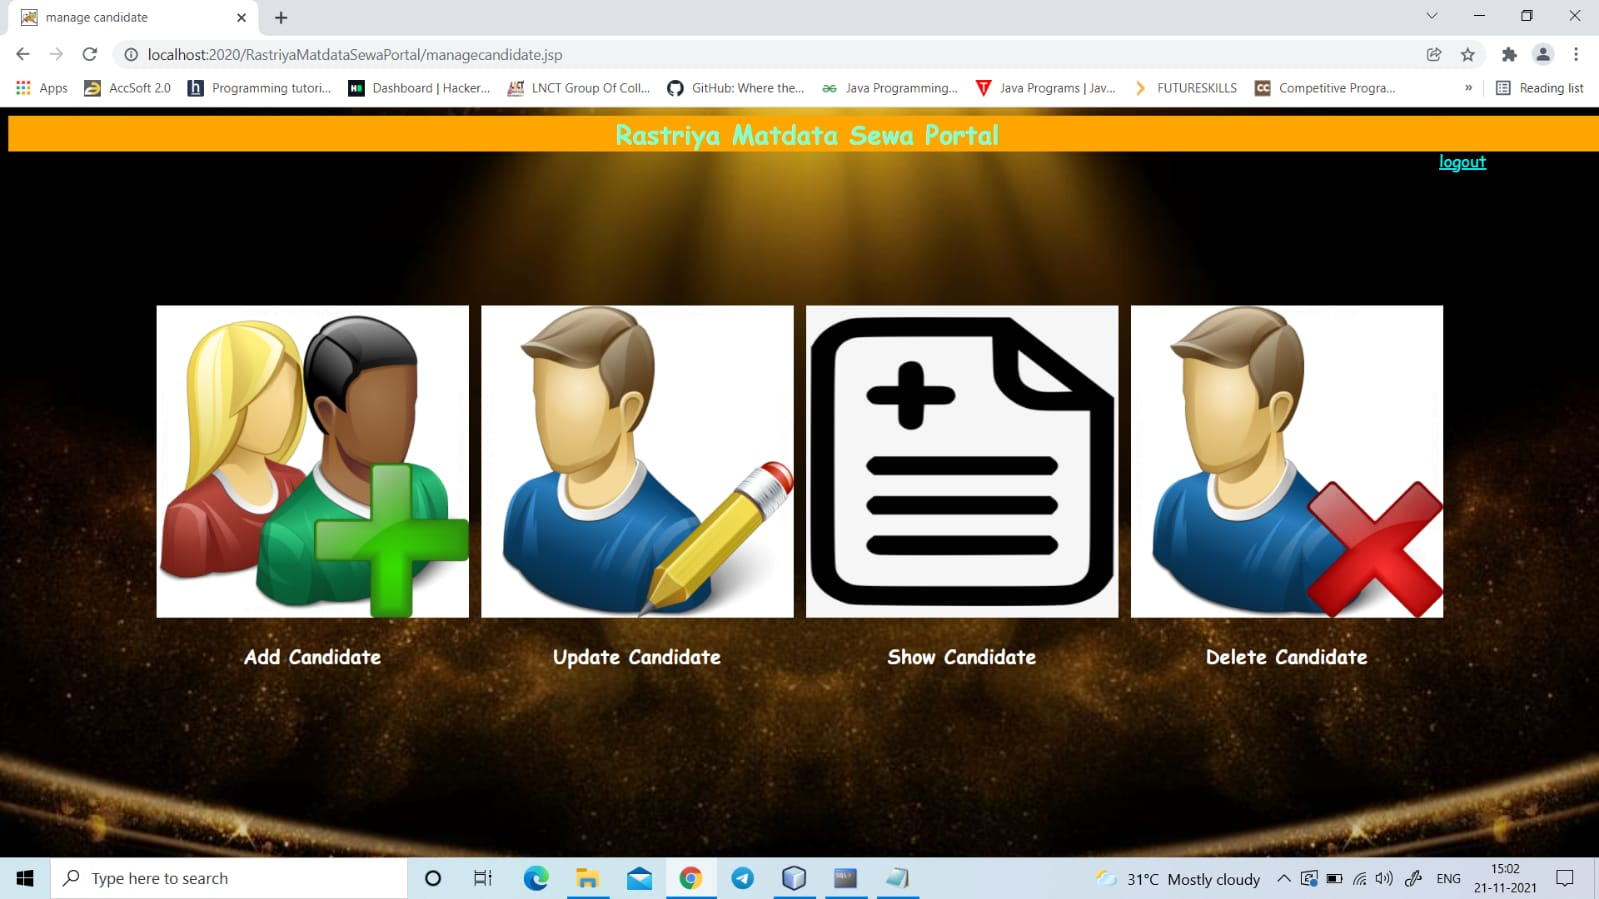 manage candidate
localhost:2020/RastriyaMatdataSewaPortal/managecandidate.jsp
Apps AccSoft 2.0 Programming tutori... Dashboard | Hacker... LNCT Group Of Coll... GitHub: Where the... Java Programming... Java Programs | Jav... FUTURESKILLS Competitive Progra... » Reading list
Rastriya Matdata Sewa Portal
logout
Add Candidate Update Candidate Show Candidate Delete Candidate
Type here to search
31°C Mostly cloudy
ENG
15:02
21-11-2021